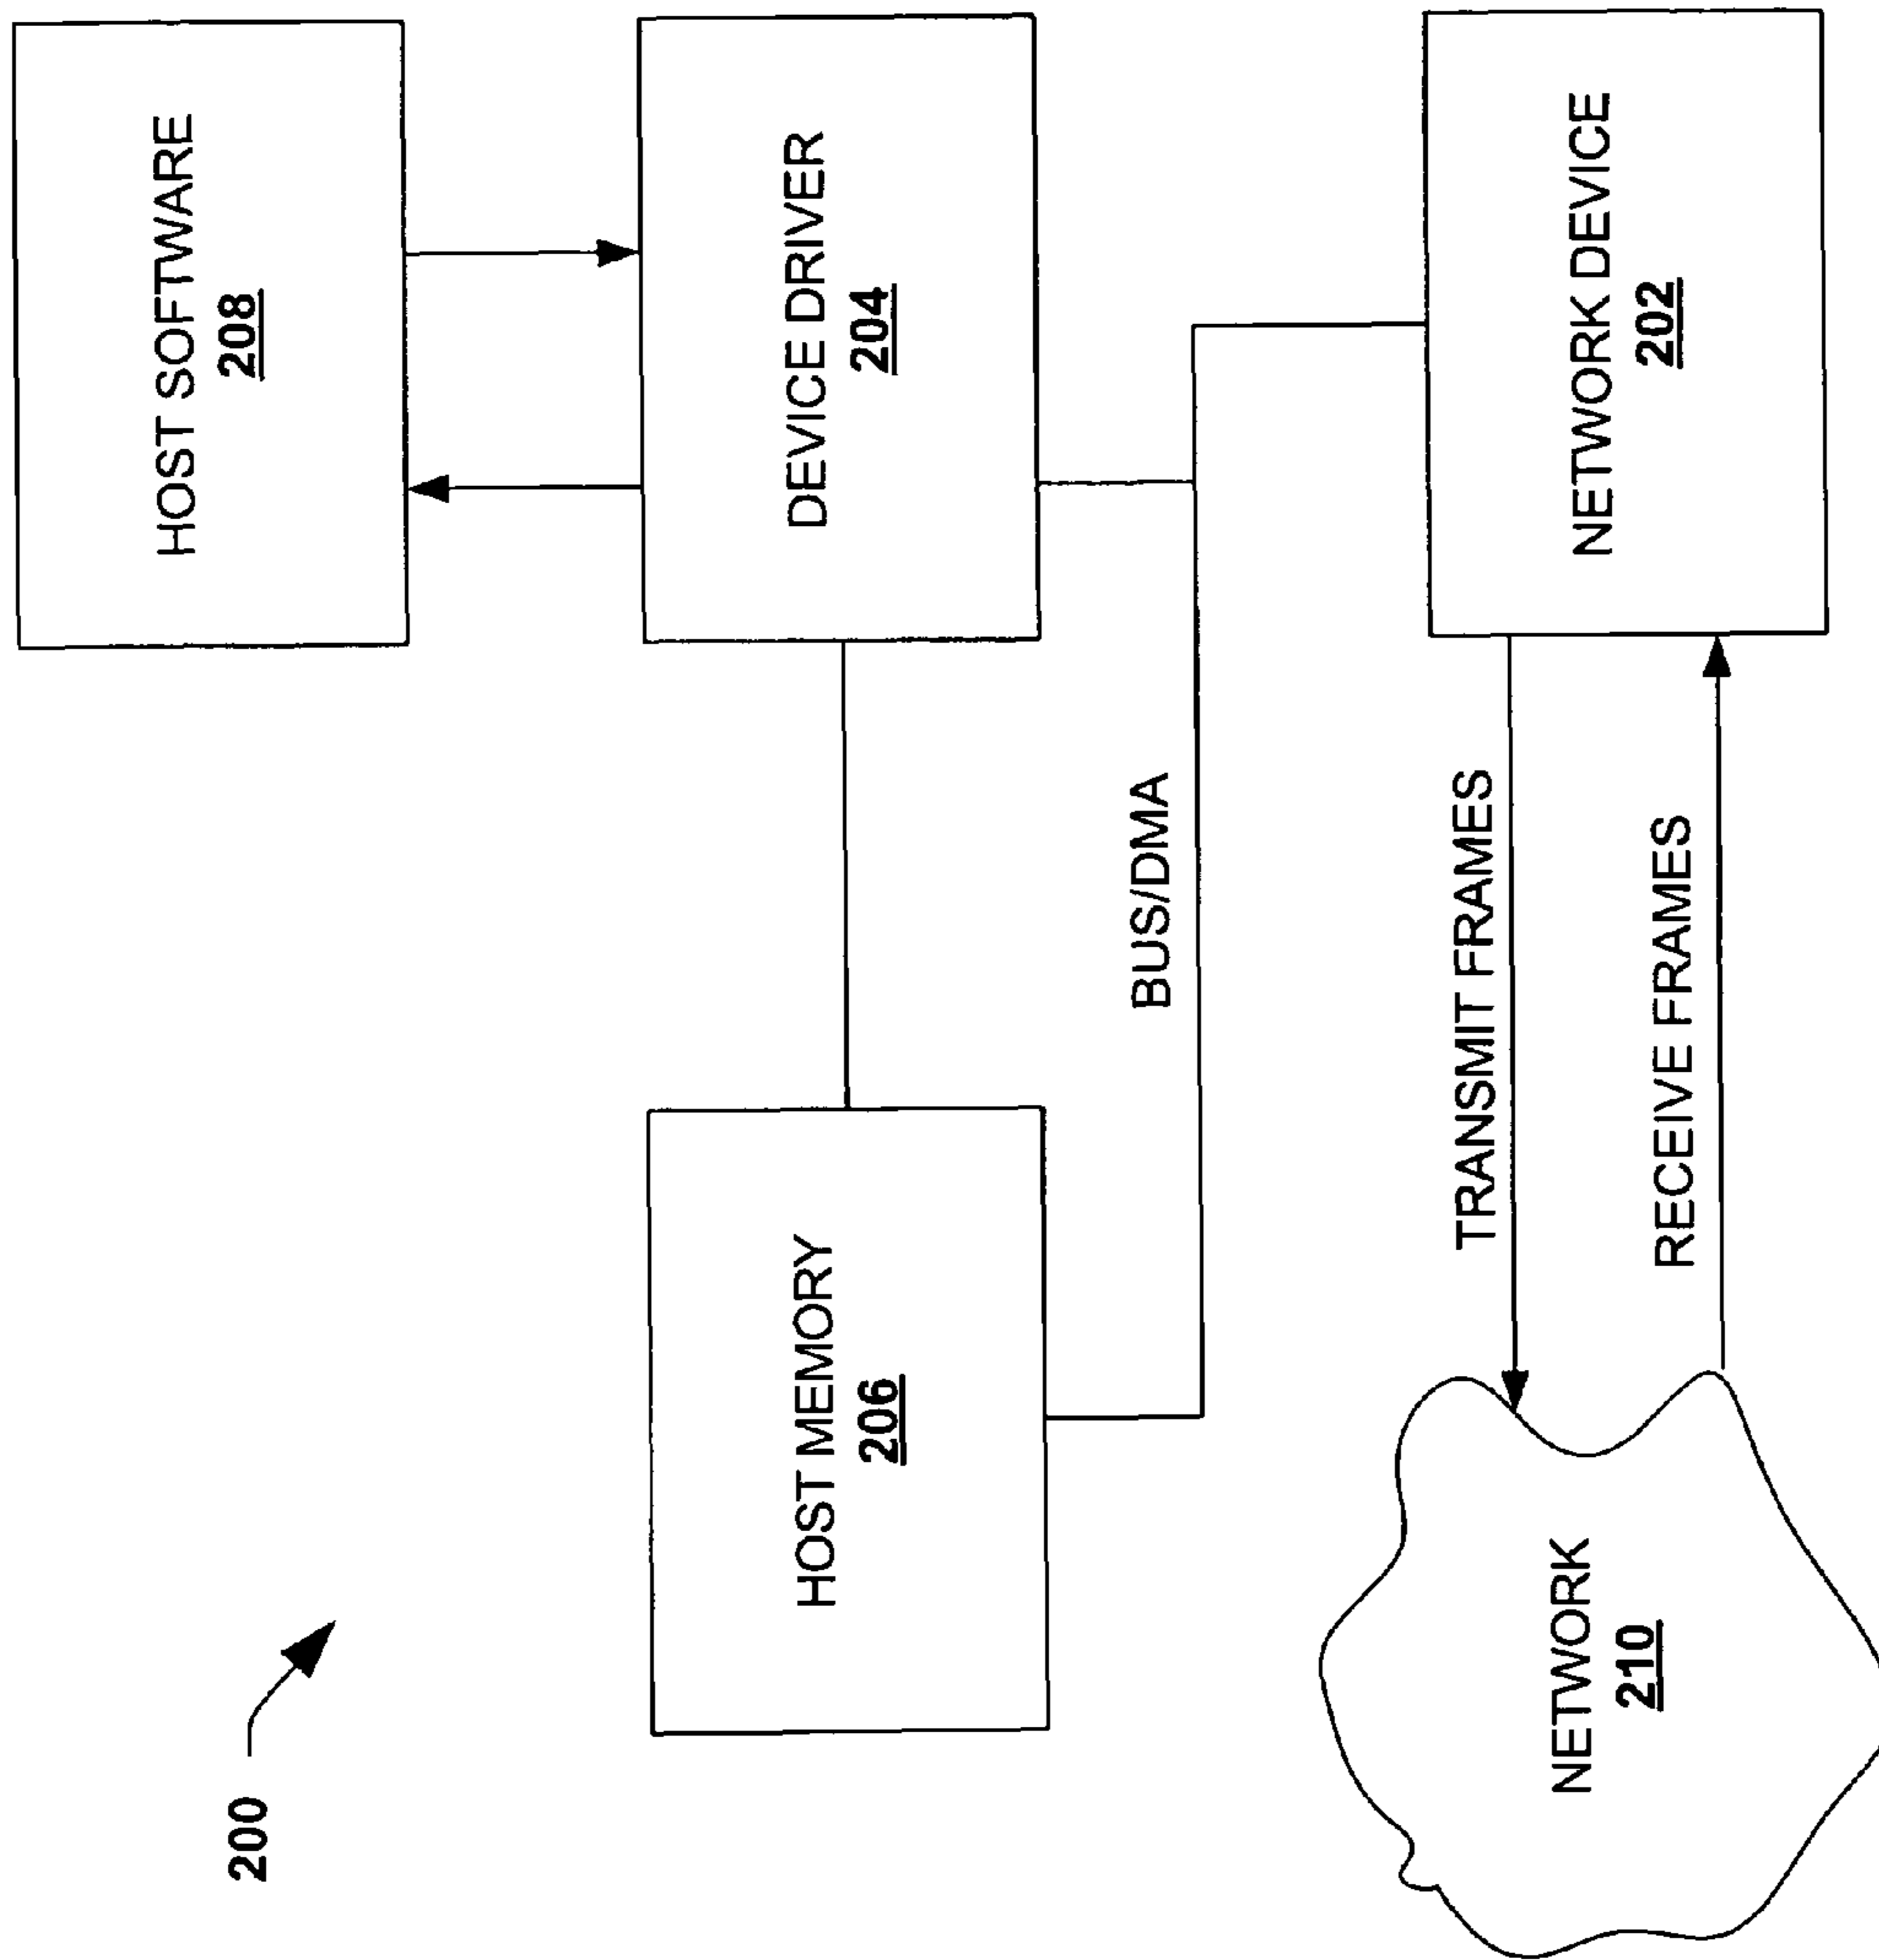 200
HOST SOFTWARE
208
HOST MEMORY
206
DEVICE DRIVER
204
BUS/DMA
NETWORK
210
TRANSMIT FRAMES
RECEIVE FRAMES
NETWORK DEVICE
202